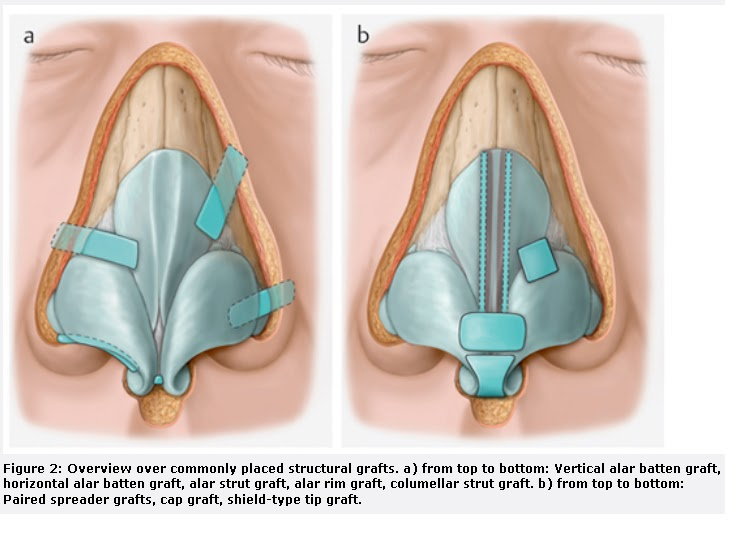 a
b
Figure 2: Overview over commonly placed structural grafts. a) from top to bottom: Vertical alar batten graft,
horizontal alar batten graft, alar strut graft, alar rim graft, columellar strut graft. b) from top to bottom:
Paired spreader grafts, cap graft, shield-type tip graft.